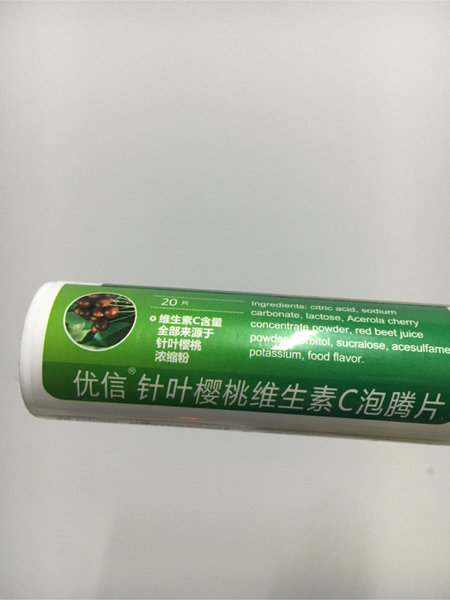 20 片
维生素C含量
全部来源于
针叶樱桃
浓缩粉
Ingredients: citric acid, sodium
carbonate, lactose, Acerola cherry
concentrate powder, red beet juice
powder, sorbitol, sucralose, acesulfame
potassium, food flavor.
优信® 针叶樱桃维生素C泡腾片